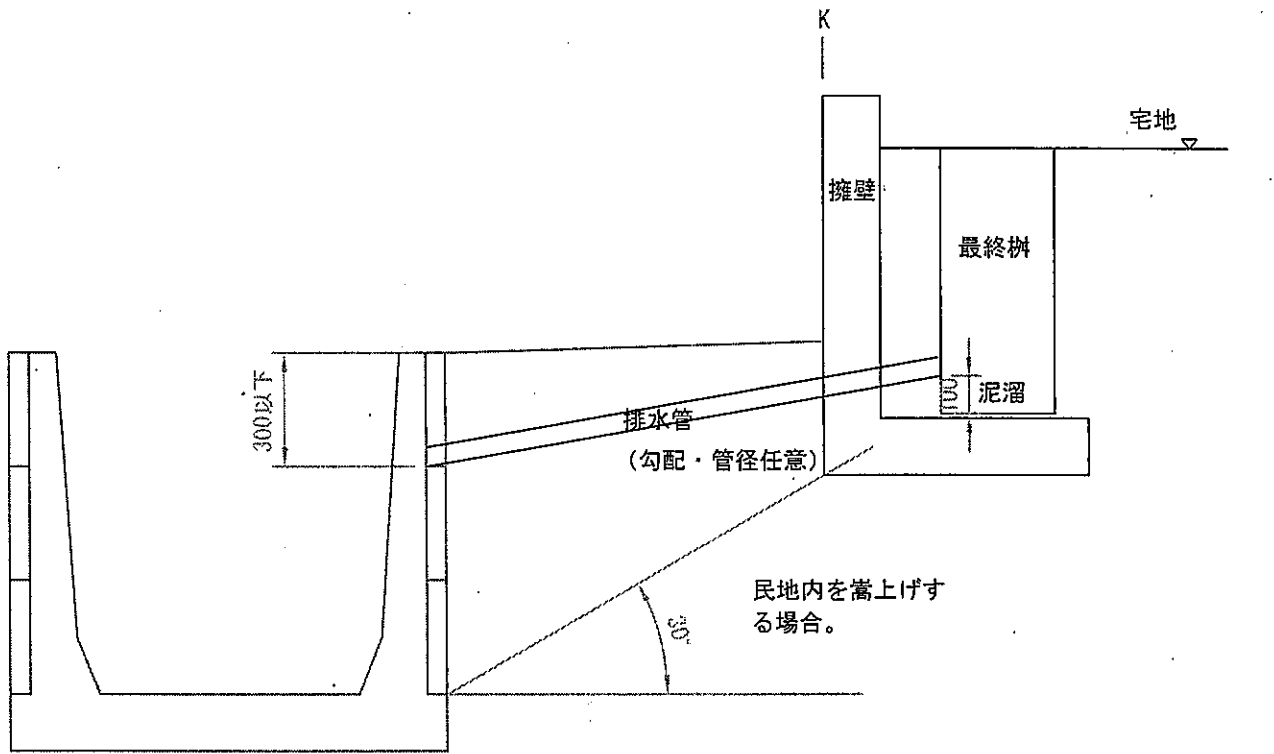 K
宅地
擁壁
最終桝
300以下
100
泥溜
排水管
(勾配・管径任意)
民地内を嵩上げす
る場合。
30°